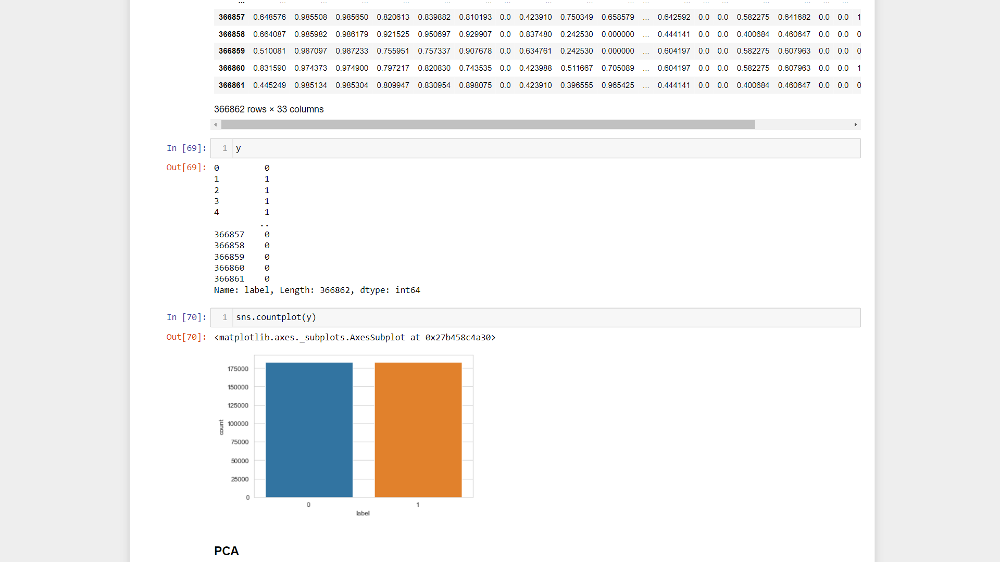 ... ... ... ... ... ... ... ... ... ... ... ... ... ... ... ... ... ... ...
366857 0.648576 0.985508 0.985650 0.820613 0.839882 0.810193 0.0 0.423910 0.750349 0.658579 ... 0.642592 0.0 0.0 0.582275 0.641682 0.0 0.0 1
366858 0.664087 0.985982 0.986179 0.921525 0.950697 0.929907 0.0 0.837480 0.242530 0.000000 ... 0.444141 0.0 0.0 0.400684 0.460647 0.0 0.0 0
366859 0.510081 0.987097 0.987233 0.755951 0.757337 0.907678 0.0 0.634761 0.242530 0.000000 ... 0.604197 0.0 0.0 0.582275 0.607963 0.0 0.0 0
366860 0.831590 0.974373 0.974900 0.797217 0.820830 0.743535 0.0 0.423988 0.511667 0.705089 ... 0.604197 0.0 0.0 0.582275 0.607963 0.0 0.0 1
366861 0.445249 0.985134 0.985304 0.809947 0.830954 0.898075 0.0 0.423910 0.396555 0.965425 ... 0.444141 0.0 0.0 0.400684 0.460647 0.0 0.0 0
366862 rows × 33 columns
In [69]: 1 y
Out[69]: 0 0
1 1
2 1
3 1
4 1
..
366857 0
366858 0
366859 0
366860 0
366861 0
Name: label, Length: 366862, dtype: int64
In [70]: 1 sns.countplot(y)
Out[70]: <matplotlib.axes._subplots.AxesSubplot at 0x27b458c4a30>
175000
150000
125000
100000
75000
50000
25000
0
count
0 1
label
PCA